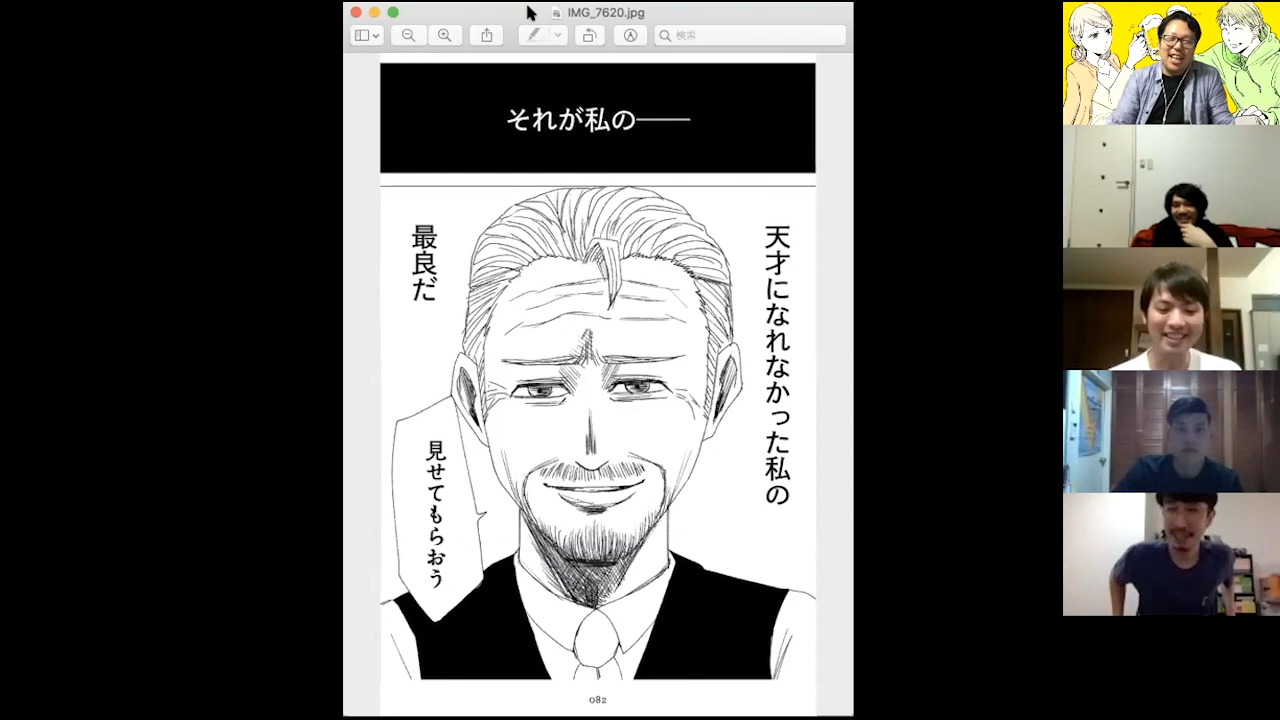 IMG_7620.jpg
検索
それが私の――
天才になれなかった私の
最良だ
見せてもらおう
082